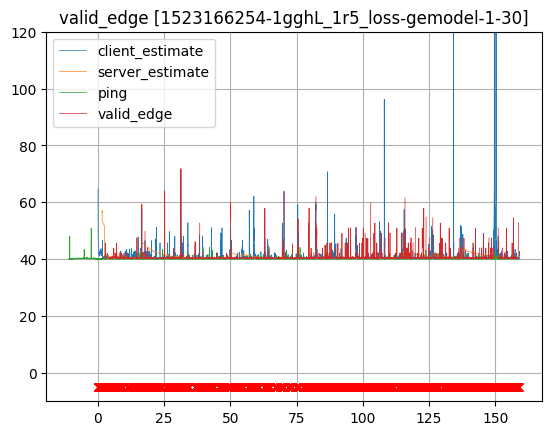 valid_edge [1523166254-1gghL_1r5_loss-gemodel-1-30]
client_estimate
server_estimate
ping
valid_edge
120
100
80
60
40
20
0
0 25 50 75 100 125 150